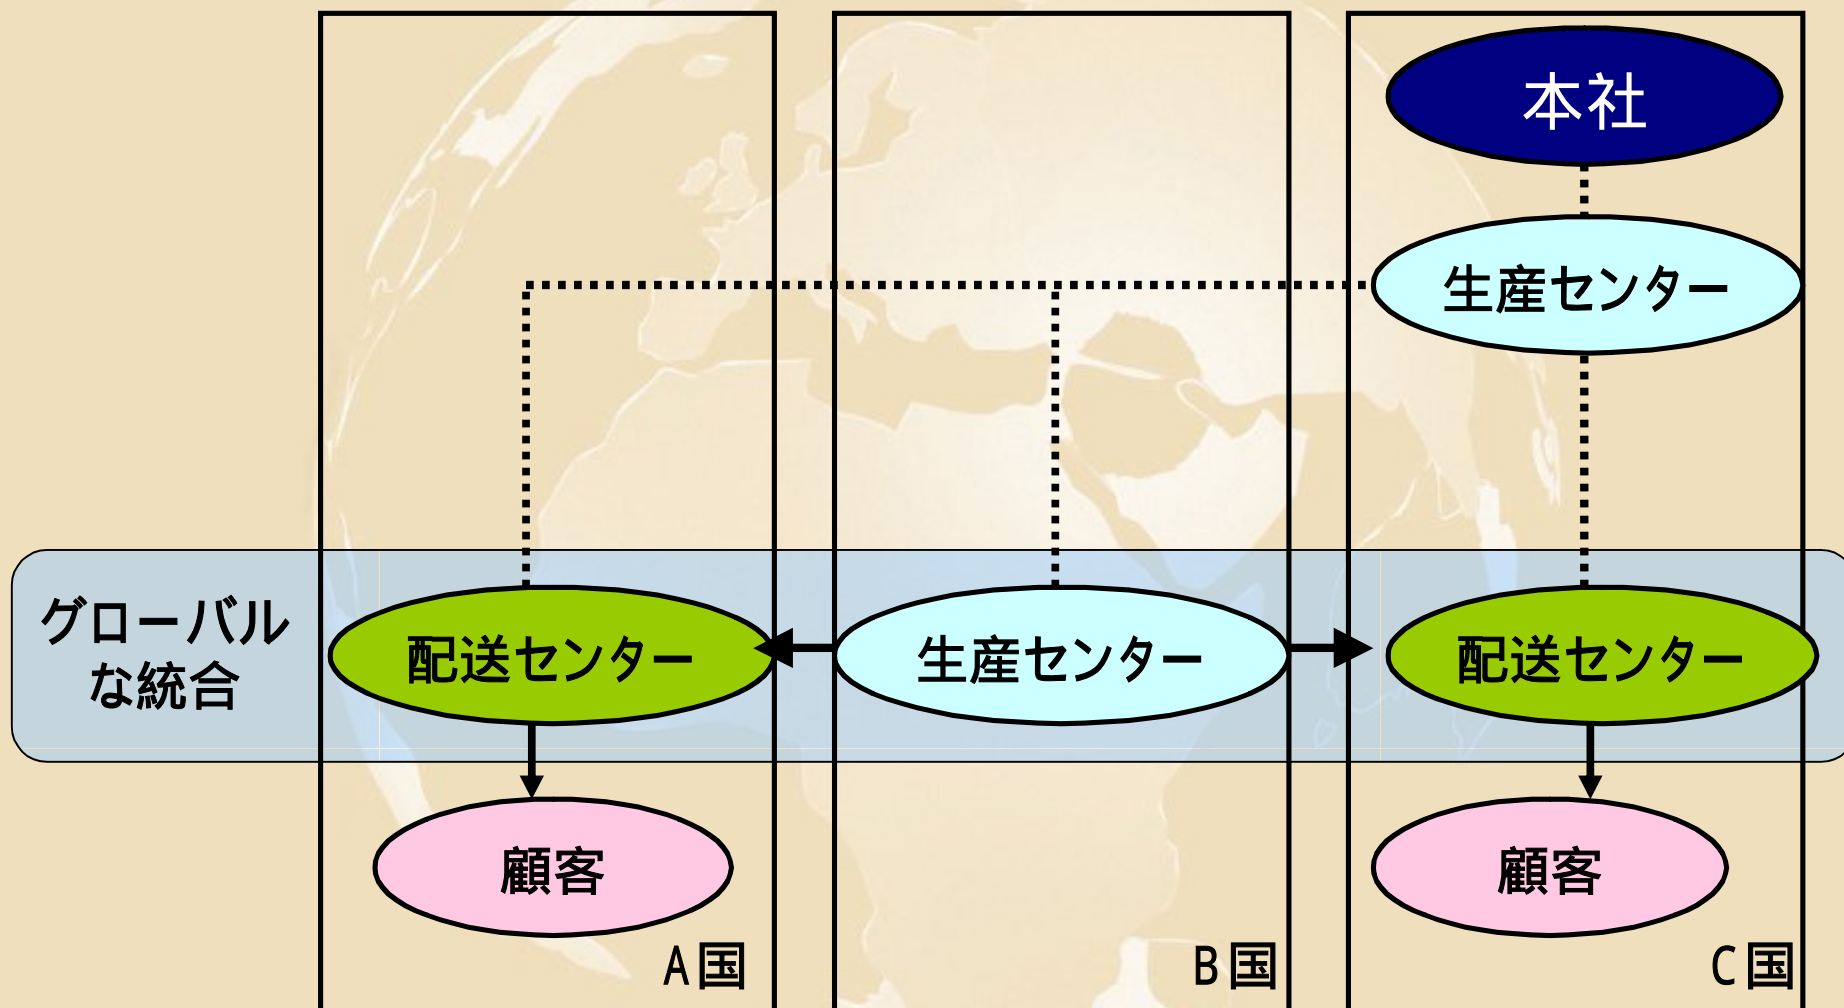 本社
生産センター
グローバル
な統合
配送センター
生産センター
配送センター
顧客
顧客
A国
B国
C国